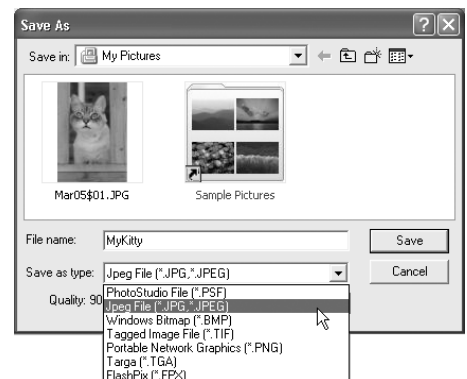 Save As
Save in: My Pictures
Mar05$01.JPG Sample Pictures
File name: MyKitty Save
Save as type: Jpeg File (*.JPG,*.JPEG) Cancel
Quality: 90
PhotoStudio File (*.PSF)
Jpeg File (*.JPG,*.JPEG)
Windows Bitmap (*.BMP)
Tagged Image File (*.TIF)
Portable Network Graphics (*.PNG)
Targa (*.TGA)
FlashPix (*.FPX)